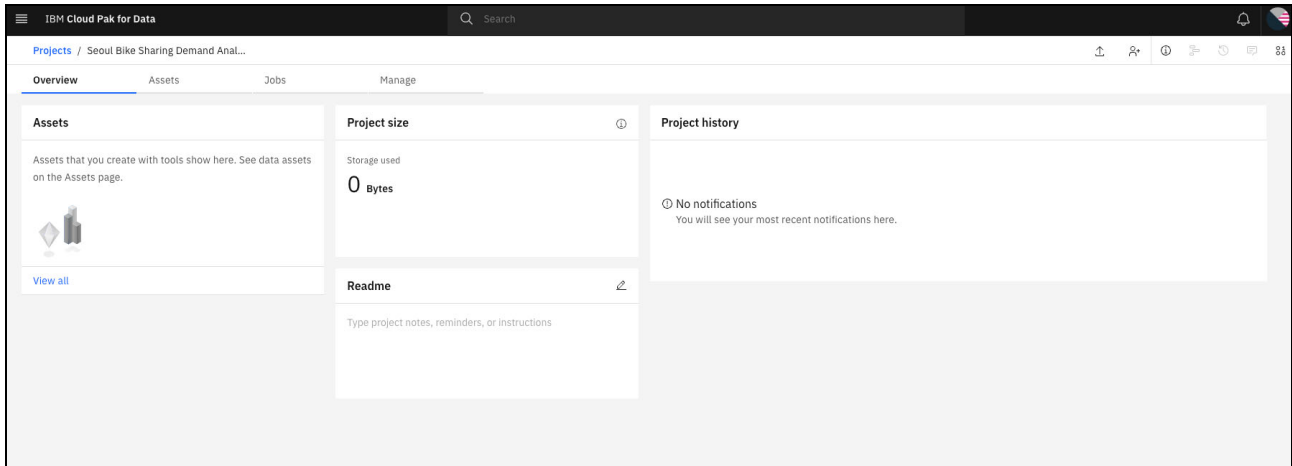 IBM Cloud Pak for Data
Search
Projects / Seoul Bike Sharing Demand Anal...
Overview
Assets
Jobs
Manage
Assets
Assets that you create with tools show here. See data assets
on the Assets page.
View all
Project size
Storage used
0 Bytes
Readme
Type project notes, reminders, or instructions
Project history
No notifications
You will see your most recent notifications here.